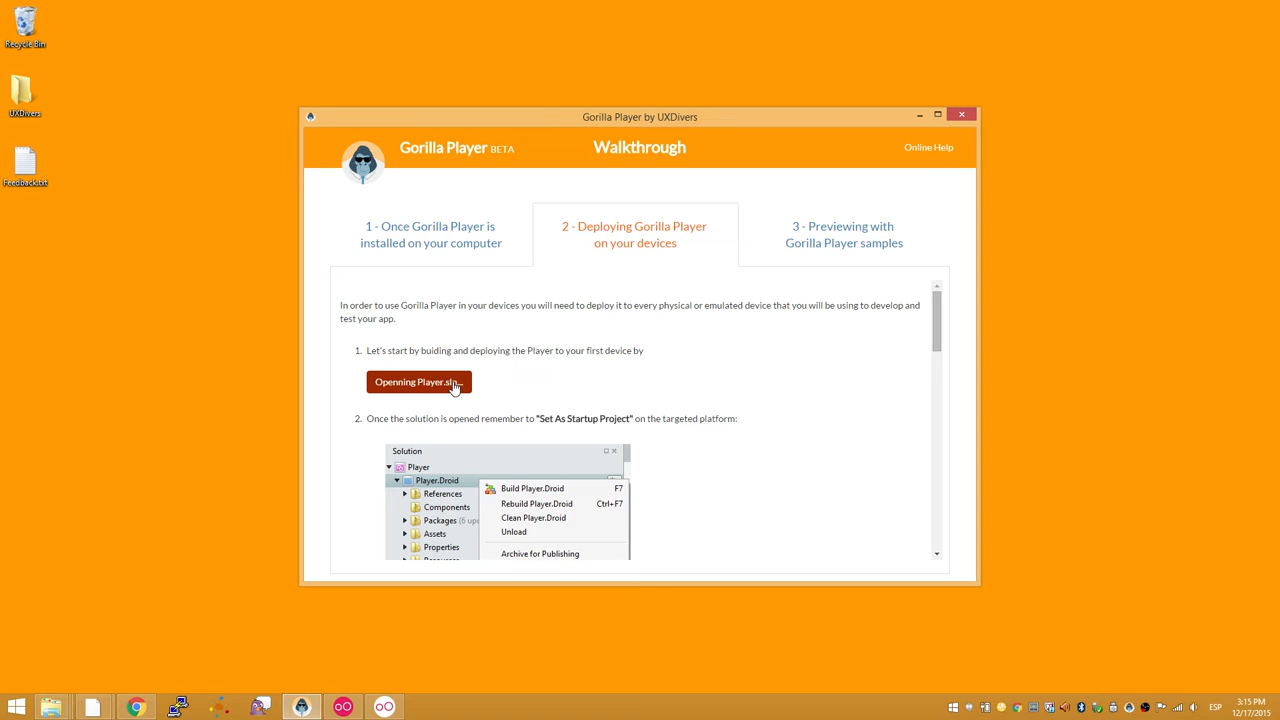 Recycle Bin
UXDivers
Feedback.txt
Gorilla Player by UXDivers
Gorilla Player BETA
Walkthrough
Online Help
1 - Once Gorilla Player is
installed on your computer
2 - Deploying Gorilla Player
on your devices
3 - Previewing with
Gorilla Player samples
In order to use Gorilla Player in your devices you will need to deploy it to every physical or emulated device that you will be using to develop and
test your app.
1. Let's start by buiding and deploying the Player to your first device by
Openning Player.sln...
2. Once the solution is opened remember to "Set As Startup Project" on the targeted platform:
Solution
Player
Player.Droid
References
Components
Packages (6 up
Assets
Properties
Build Player.Droid F7
Rebuild Player.Droid Ctrl+F7
Clean Player.Droid
Unload
Archive for Publishing
ESP
3:15 PM
12/17/2015